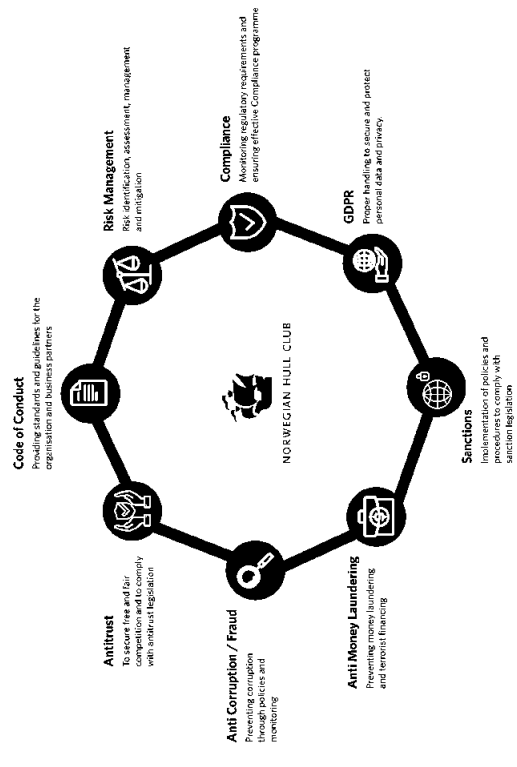 Code of Conduct
Providing standards and guidelines for the
organisation and business partners
Risk Management
Risk identification, assessment, management
and mitigation
Compliance
Monitoring regulatory requirements and
ensuring effective Compliance programme
GDPR
Proper handling to secure and protect
personal data and privacy.
Sanctions
Implementation of policies and
procedures to comply with
sanction legislation
Anti Money Laundering
Preventing money laundering
and terrorist financing
Anti Corruption / Fraud
Preventing corruption
through policies and
monitoring
Antitrust
To secure free and fair
competition and to comply
with antitrust legislation
NORWEGIAN HULL CLUB